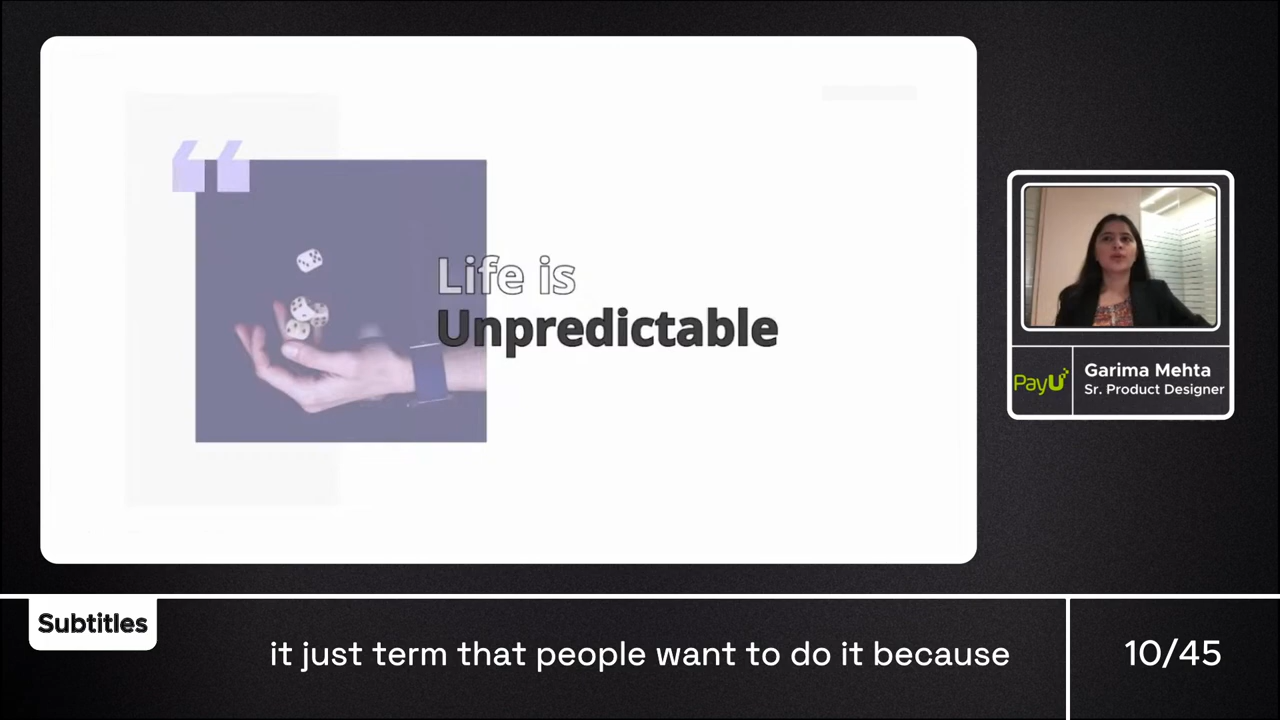 Life is
Unpredictable
PayU
Garima Mehta
Sr. Product Designer
Subtitles
it just term that people want to do it because
10/45